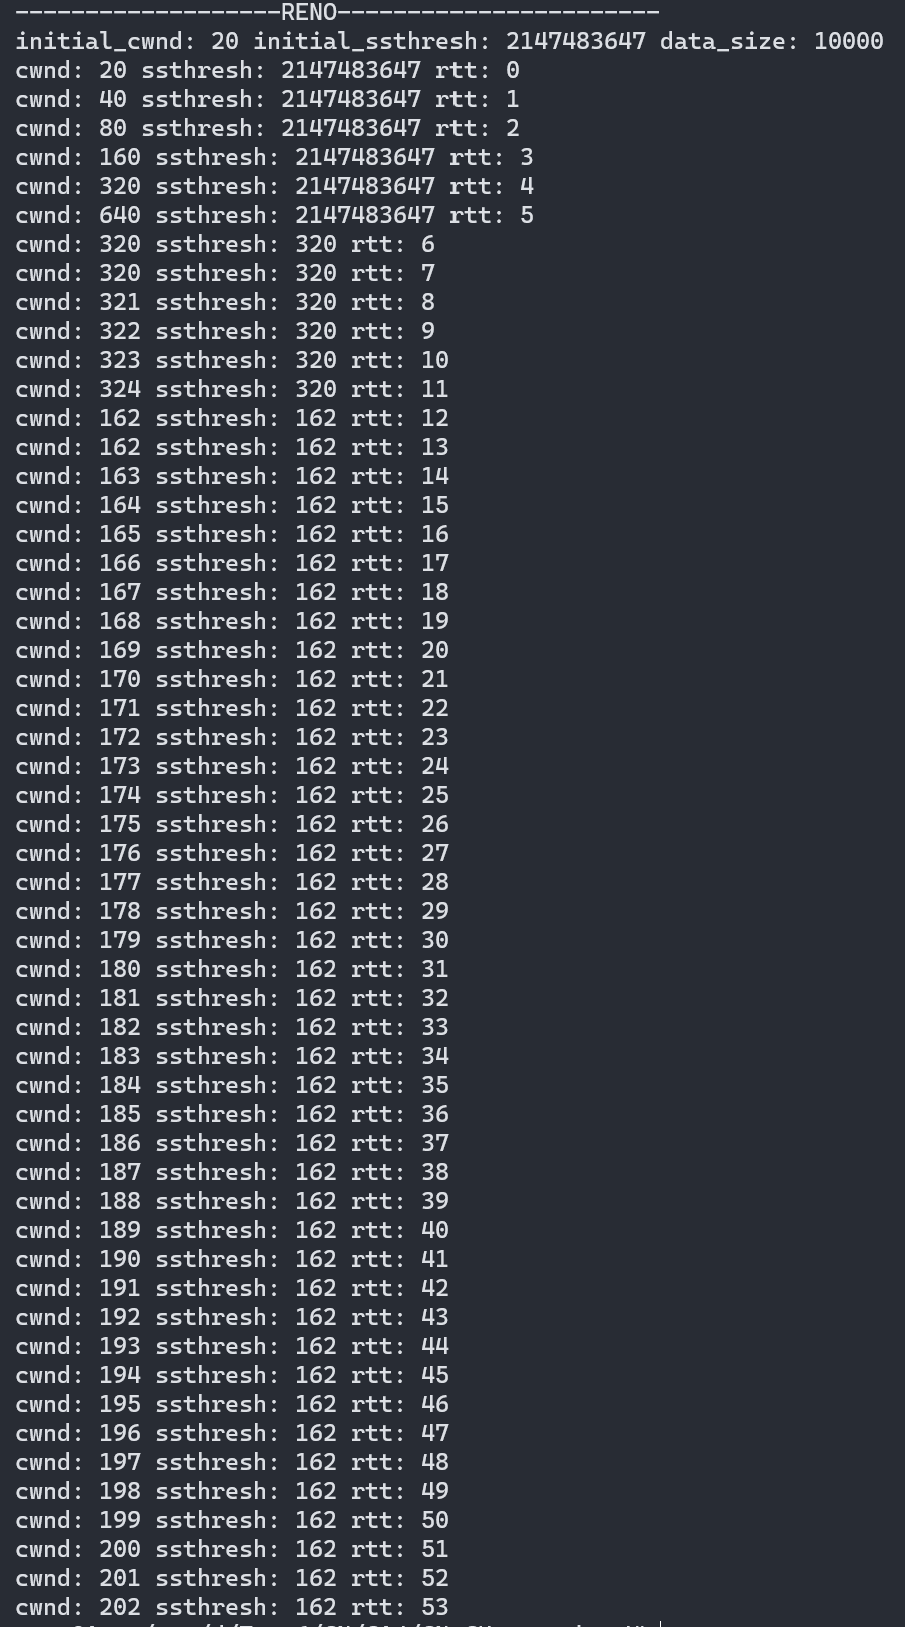 -------------------RENO-----------------------
initial_cwnd: 20 initial_ssthresh: 2147483647 data_size: 10000
cwnd: 20 ssthresh: 2147483647 rtt: 0
cwnd: 40 ssthresh: 2147483647 rtt: 1
cwnd: 80 ssthresh: 2147483647 rtt: 2
cwnd: 160 ssthresh: 2147483647 rtt: 3
cwnd: 320 ssthresh: 2147483647 rtt: 4
cwnd: 640 ssthresh: 2147483647 rtt: 5
cwnd: 320 ssthresh: 320 rtt: 6
cwnd: 320 ssthresh: 320 rtt: 7
cwnd: 321 ssthresh: 320 rtt: 8
cwnd: 322 ssthresh: 320 rtt: 9
cwnd: 323 ssthresh: 320 rtt: 10
cwnd: 324 ssthresh: 320 rtt: 11
cwnd: 162 ssthresh: 162 rtt: 12
cwnd: 162 ssthresh: 162 rtt: 13
cwnd: 163 ssthresh: 162 rtt: 14
cwnd: 164 ssthresh: 162 rtt: 15
cwnd: 165 ssthresh: 162 rtt: 16
cwnd: 166 ssthresh: 162 rtt: 17
cwnd: 167 ssthresh: 162 rtt: 18
cwnd: 168 ssthresh: 162 rtt: 19
cwnd: 169 ssthresh: 162 rtt: 20
cwnd: 170 ssthresh: 162 rtt: 21
cwnd: 171 ssthresh: 162 rtt: 22
cwnd: 172 ssthresh: 162 rtt: 23
cwnd: 173 ssthresh: 162 rtt: 24
cwnd: 174 ssthresh: 162 rtt: 25
cwnd: 175 ssthresh: 162 rtt: 26
cwnd: 176 ssthresh: 162 rtt: 27
cwnd: 177 ssthresh: 162 rtt: 28
cwnd: 178 ssthresh: 162 rtt: 29
cwnd: 179 ssthresh: 162 rtt: 30
cwnd: 180 ssthresh: 162 rtt: 31
cwnd: 181 ssthresh: 162 rtt: 32
cwnd: 182 ssthresh: 162 rtt: 33
cwnd: 183 ssthresh: 162 rtt: 34
cwnd: 184 ssthresh: 162 rtt: 35
cwnd: 185 ssthresh: 162 rtt: 36
cwnd: 186 ssthresh: 162 rtt: 37
cwnd: 187 ssthresh: 162 rtt: 38
cwnd: 188 ssthresh: 162 rtt: 39
cwnd: 189 ssthresh: 162 rtt: 40
cwnd: 190 ssthresh: 162 rtt: 41
cwnd: 191 ssthresh: 162 rtt: 42
cwnd: 192 ssthresh: 162 rtt: 43
cwnd: 193 ssthresh: 162 rtt: 44
cwnd: 194 ssthresh: 162 rtt: 45
cwnd: 195 ssthresh: 162 rtt: 46
cwnd: 196 ssthresh: 162 rtt: 47
cwnd: 197 ssthresh: 162 rtt: 48
cwnd: 198 ssthresh: 162 rtt: 49
cwnd: 199 ssthresh: 162 rtt: 50
cwnd: 200 ssthresh: 162 rtt: 51
cwnd: 201 ssthresh: 162 rtt: 52
cwnd: 202 ssthresh: 162 rtt: 53